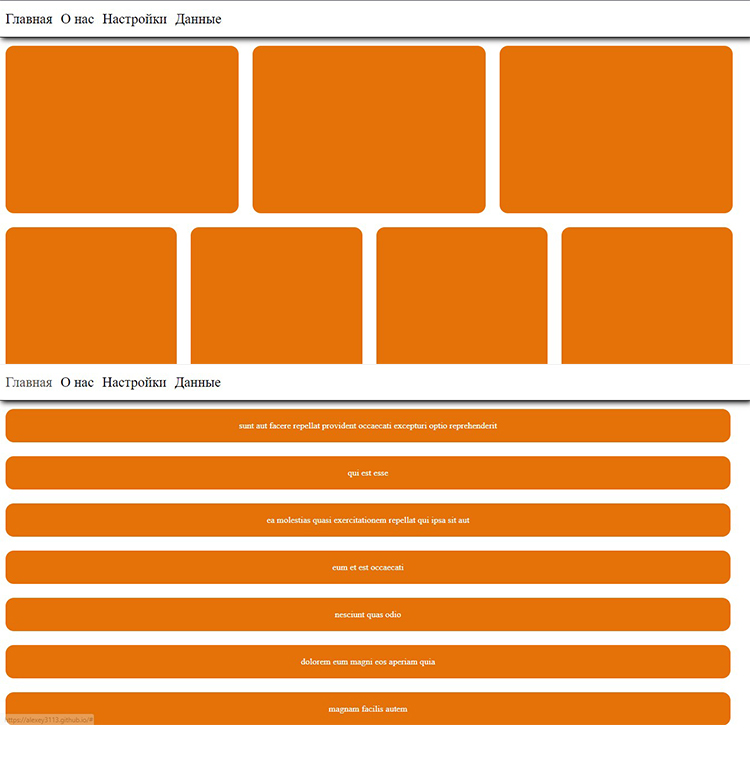 Главная О нас Настройки Данные
Главная О нас Настройки Данные
sunt aut facere repellat provident occaecati excepturi optio reprehenderit
qui est esse
ea molestias quasi exercitationem repellat qui ipsa sit aut
eum et est occaecati
nesciunt quas odio
dolorem eum magni eos aperiam quia
magnam facilis autem
https://alexey3113.github.io/#